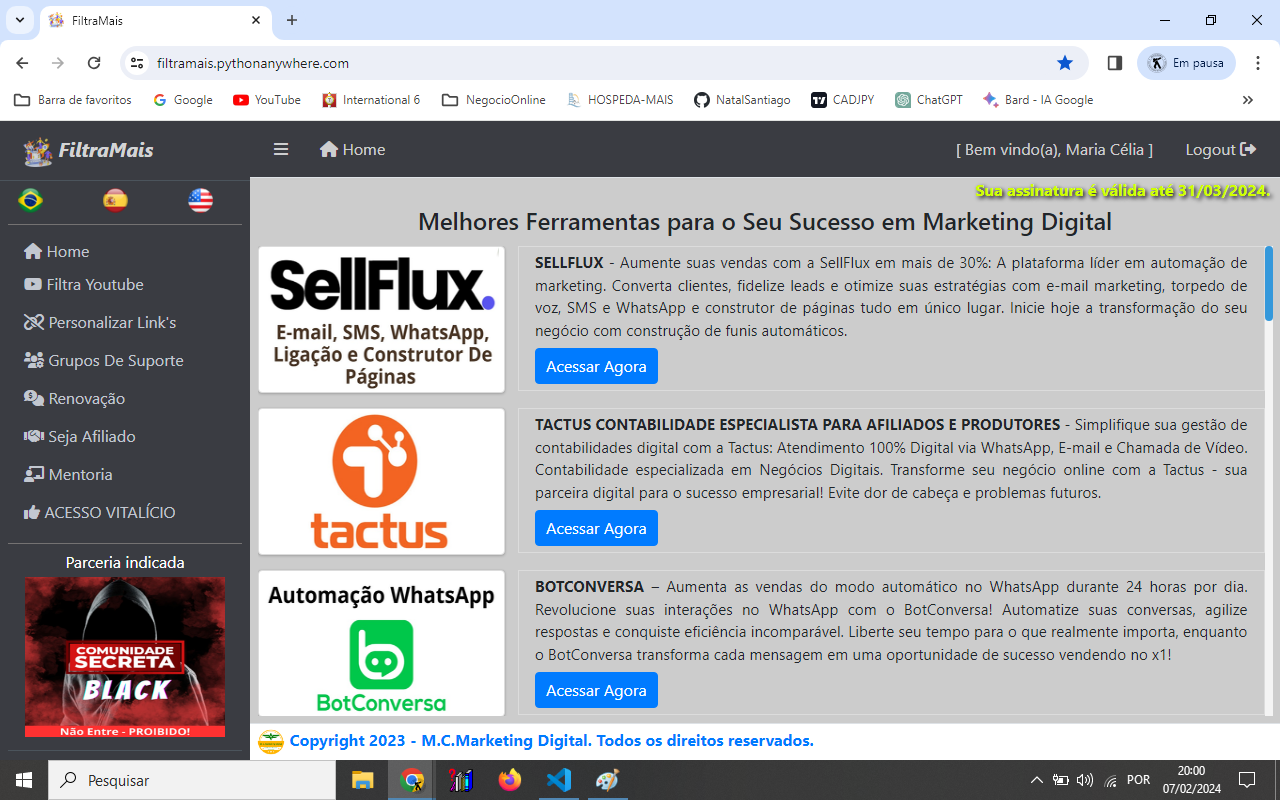 FiltraMais
filtramais.pythonanywhere.com
Em pausa
Barra de favoritos
Google
YouTube
International 6
NegocioOnline
HOSPEDA-MAIS
NatalSantiago
CADJPY
ChatGPT
Bard - IA Google
FiltraMais
Home
[ Bem vindo(a), Maria Célia ]
Logout
Sua assinatura é válida até 31/03/2024.
Home
Filtra Youtube
Personalizar Link's
Grupos De Suporte
Renovação
Seja Afiliado
Mentoria
ACESSO VITALÍCIO
Parceria indicada
COMUNIDADE
SECRETA
BLACK
Não Entre - PROIBIDO!
Melhores Ferramentas para o Seu Sucesso em Marketing Digital
SellFlux.
E-mail, SMS, WhatsApp,
Ligação e Construtor De
Páginas
SELLFLUX - Aumente suas vendas com a SellFlux em mais de 30%: A plataforma líder em automação de
marketing. Converta clientes, fidelize leads e otimize suas estratégias com e-mail marketing, torpedo de
voz, SMS e WhatsApp e construtor de páginas tudo em único lugar. Inicie hoje a transformação do seu
negócio com construção de funis automáticos.
Acessar Agora
tactus
TACTUS CONTABILIDADE ESPECIALISTA PARA AFILIADOS E PRODUTORES - Simplifique sua gestão de
contabilidades digital com a Tactus: Atendimento 100% Digital via WhatsApp, E-mail e Chamada de Vídeo.
Contabilidade especializada em Negócios Digitais. Transforme seu negócio online com a Tactus - sua
parceira digital para o sucesso empresarial! Evite dor de cabeça e problemas futuros.
Acessar Agora
Automação WhatsApp
BotConversa
BOTCONVERSA – Aumenta as vendas do modo automático no WhatsApp durante 24 horas por dia.
Revolucione suas interações no WhatsApp com o BotConversa! Automatize suas conversas, agilize
respostas e conquiste eficiência incomparável. Liberte seu tempo para o que realmente importa, enquanto
o BotConversa transforma cada mensagem em uma oportunidade de sucesso vendendo no x1!
Acessar Agora
Copyright 2023 - M.C.Marketing Digital. Todos os direitos reservados.
Pesquisar
POR
20:00
07/02/2024